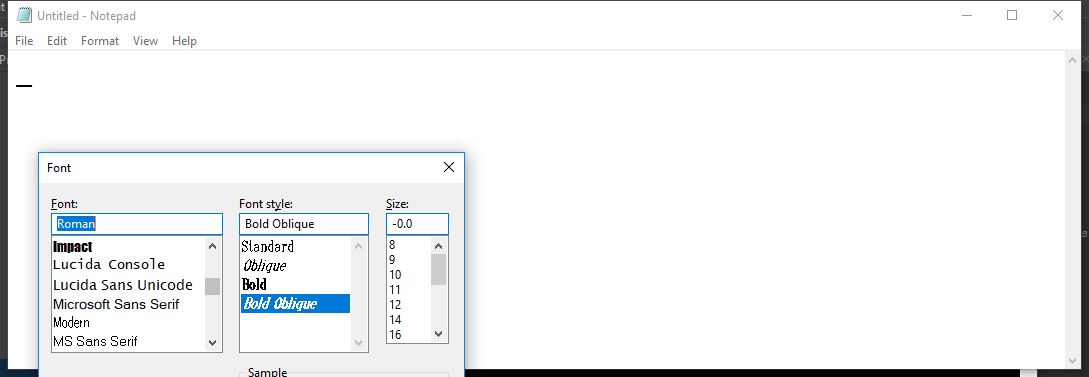 Untitled - Notepad
File Edit Format View Help
Font
Font: Font style: Size:
Roman Bold Oblique -0.0
Impact
Lucida Console
Lucida Sans Unicode
Microsoft Sans Serif
Modern
MS Sans Serif
Standard
Oblique
Bold
Bold Oblique
8
9
10
11
12
14
16
Sample